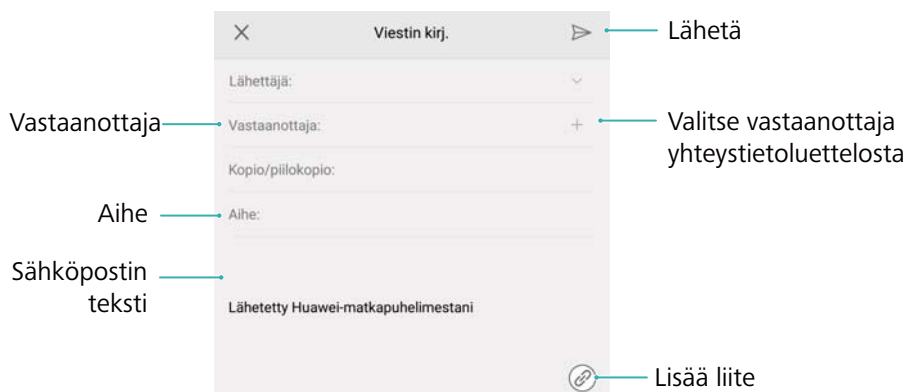 Viestin kirj.
Lähetä
Lähettäjä:
Vastaanottaja
Vastaanottaja:
Valitse vastaanottaja
yhteystietoluettelosta
Kopio/piilokopio:
Aihe
Aihe:
Sähköpostin
teksti
Lähetetty Huawei-matkapuhelimestani
Lisää liite